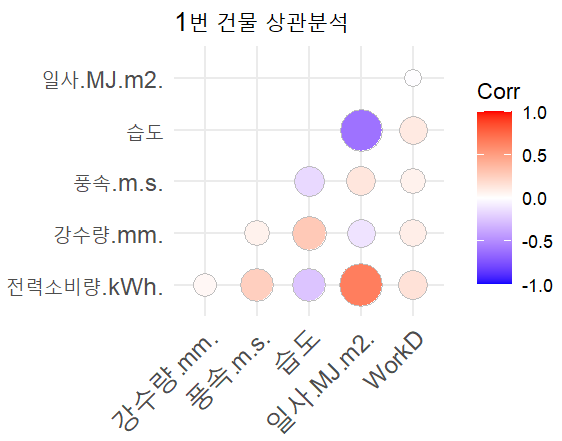 1번 건물 상관분석
일사.MJ.m2.
습도
풍속.m.s.
강수량.mm.
전력소비량.kWh.
강수량.mm.
풍속.m.s.
습도
일사.MJ.m2.
WorkD
Corr
1.0
0.5
0.0
-0.5
-1.0